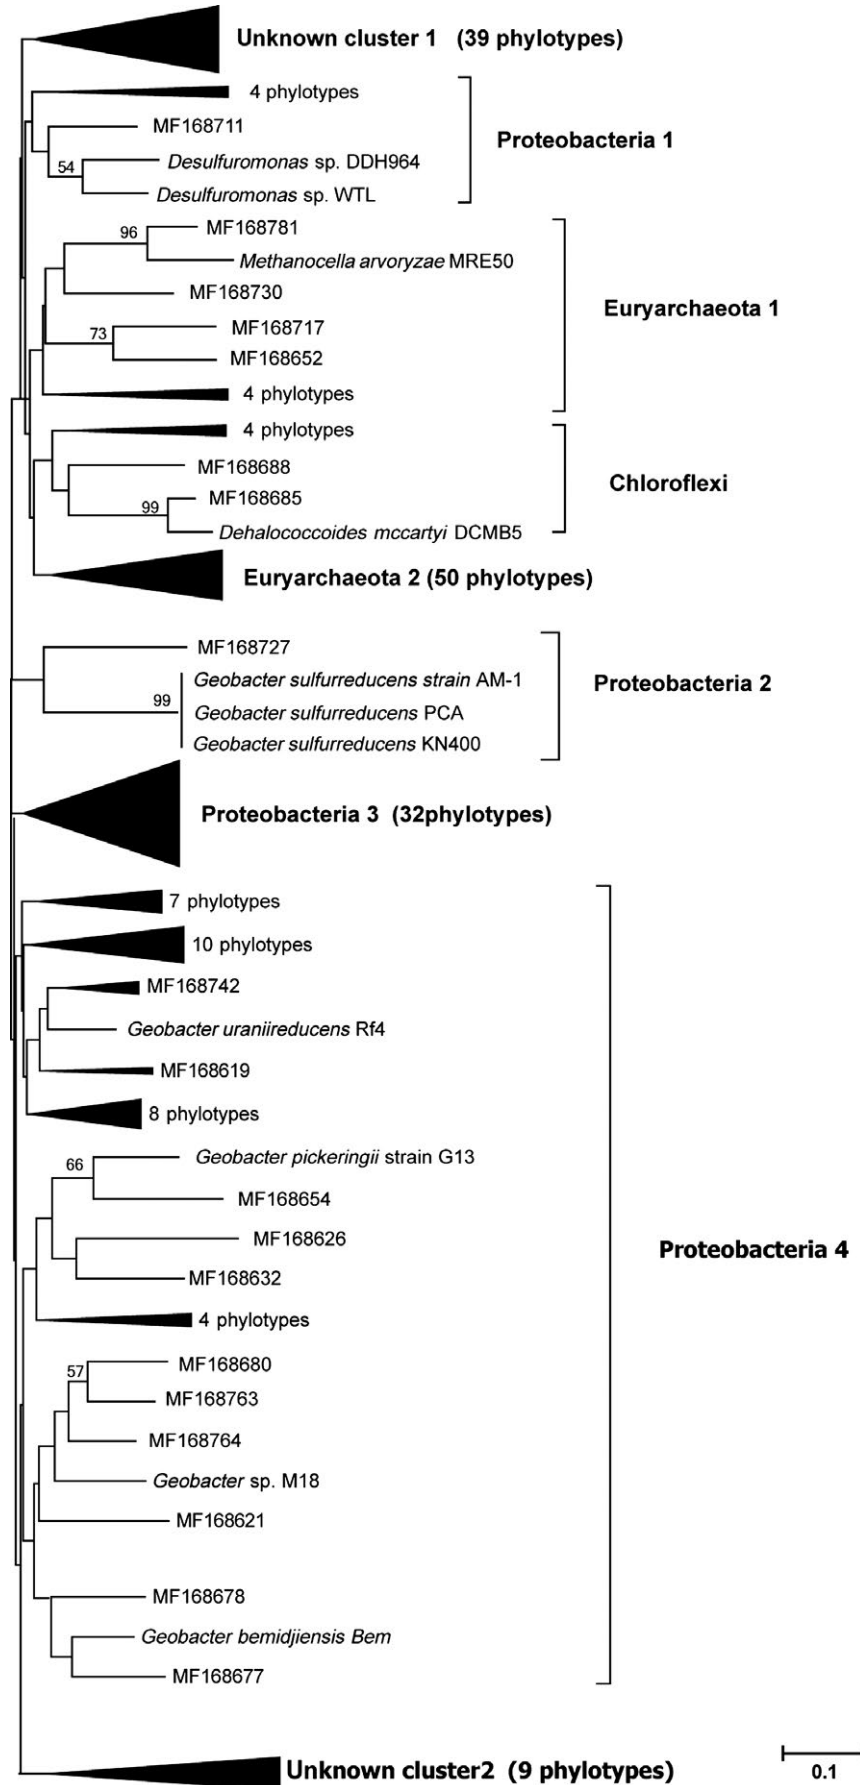 Unknown cluster 1 (39 phylotypes)
4 phylotypes
MF168711
Proteobacteria 1
54
Desulfuromonas sp. DDH964
Desulfuromonas sp. WTL
MF168781
96
Methanocella arvoryzae MRE50
MF168730
Euryarchaeota 1
MF168717
73
MF168652
4 phylotypes
4 phylotypes
MF168688
Chloroflexi
MF168685
99
Dehalococcoides mccartyi DCMB5
Euryarchaeota 2 (50 phylotypes)
MF168727
Geobacter sulfurreducens strain AM-1
Proteobacteria 2
99
Geobacter sulfurreducens PCA
Geobacter sulfurreducens KN400
Proteobacteria 3 (32phylotypes)
7 phylotypes
10 phylotypes
MF168742
Geobacter uraniireducens Rf4
MF168619
8 phylotypes
Geobacter pickeringii strain G13
66
MF168654
MF168626
Proteobacteria 4
MF168632
4 phylotypes
MF168680
57
MF168763
MF168764
Geobacter sp. M18
MF168621
MF168678
Geobacter bemidjiensis Bem
MF168677
Unknown cluster2 (9 phylotypes)
0.1